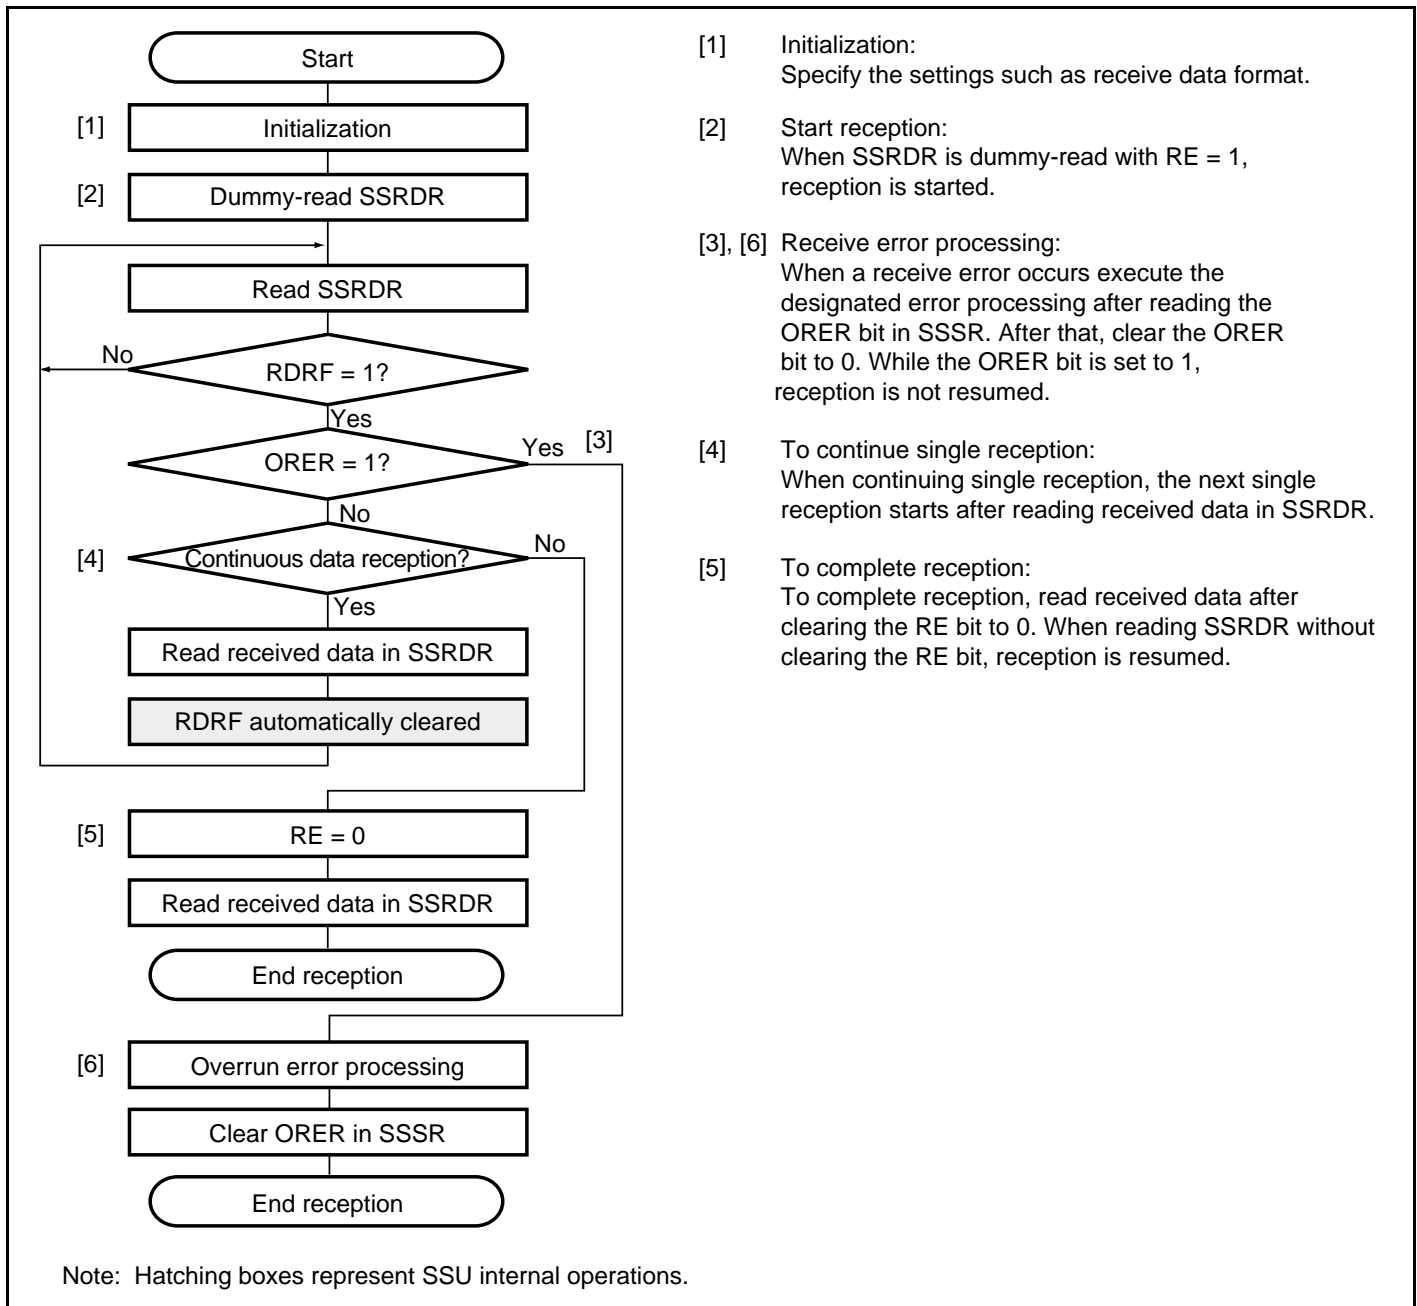 Start
[1] Initialization
[2] Dummy-read SSRDR
Read SSRDR
No
RDRF = 1?
Yes
ORER = 1?
Yes [3]
No
[4] Continuous data reception?
No
Yes
Read received data in SSRDR
RDRF automatically cleared
[5] RE = 0
Read received data in SSRDR
End reception
[6] Overrun error processing
Clear ORER in SSSR
End reception
[1] Initialization:
Specify the settings such as receive data format.
[2] Start reception:
When SSRDR is dummy-read with RE = 1,
reception is started.
[3], [6] Receive error processing:
When a receive error occurs execute the
designated error processing after reading the
ORER bit in SSSR. After that, clear the ORER
bit to 0. While the ORER bit is set to 1,
reception is not resumed.
[4] To continue single reception:
When continuing single reception, the next single
reception starts after reading received data in SSRDR.
[5] To complete reception:
To complete reception, read received data after
clearing the RE bit to 0. When reading SSRDR without
clearing the RE bit, reception is resumed.
Note: Hatching boxes represent SSU internal operations.